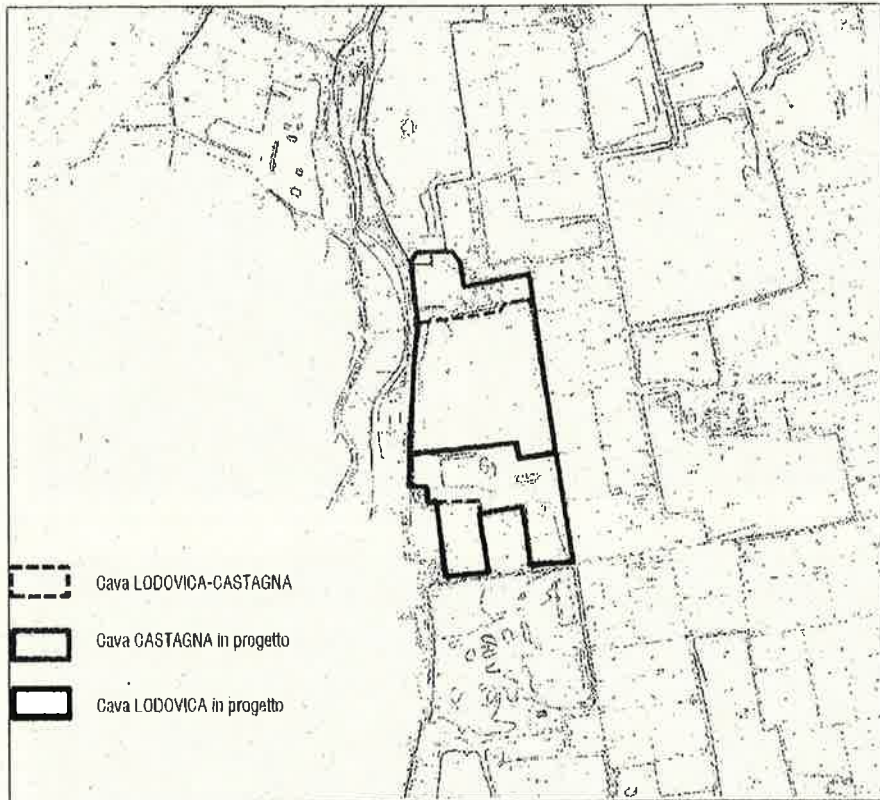 Cava LODOVICA-CASTAGNA
Cava CASTAGNA in progetto
Cava LODOVICA in progetto